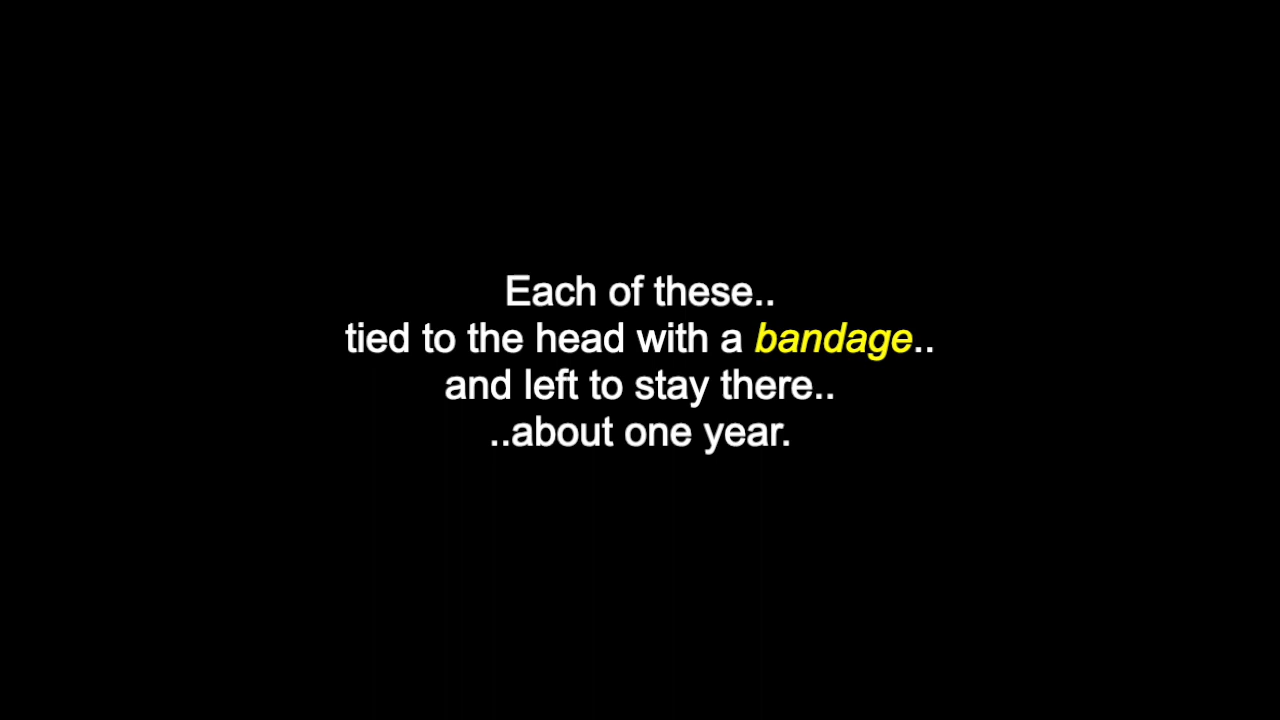 Each of these..
tied to the head with a bandage..
and left to stay there..
..about one year.